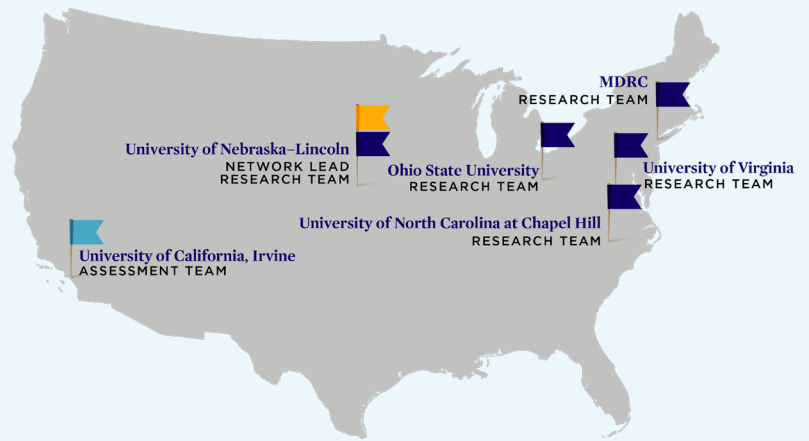 MDRC
RESEARCH TEAM
University of Nebraska–Lincoln
NETWORK LEAD
RESEARCH TEAM
Ohio State University
RESEARCH TEAM
University of Virginia
RESEARCH TEAM
University of North Carolina at Chapel Hill
RESEARCH TEAM
University of California, Irvine
ASSESSMENT TEAM